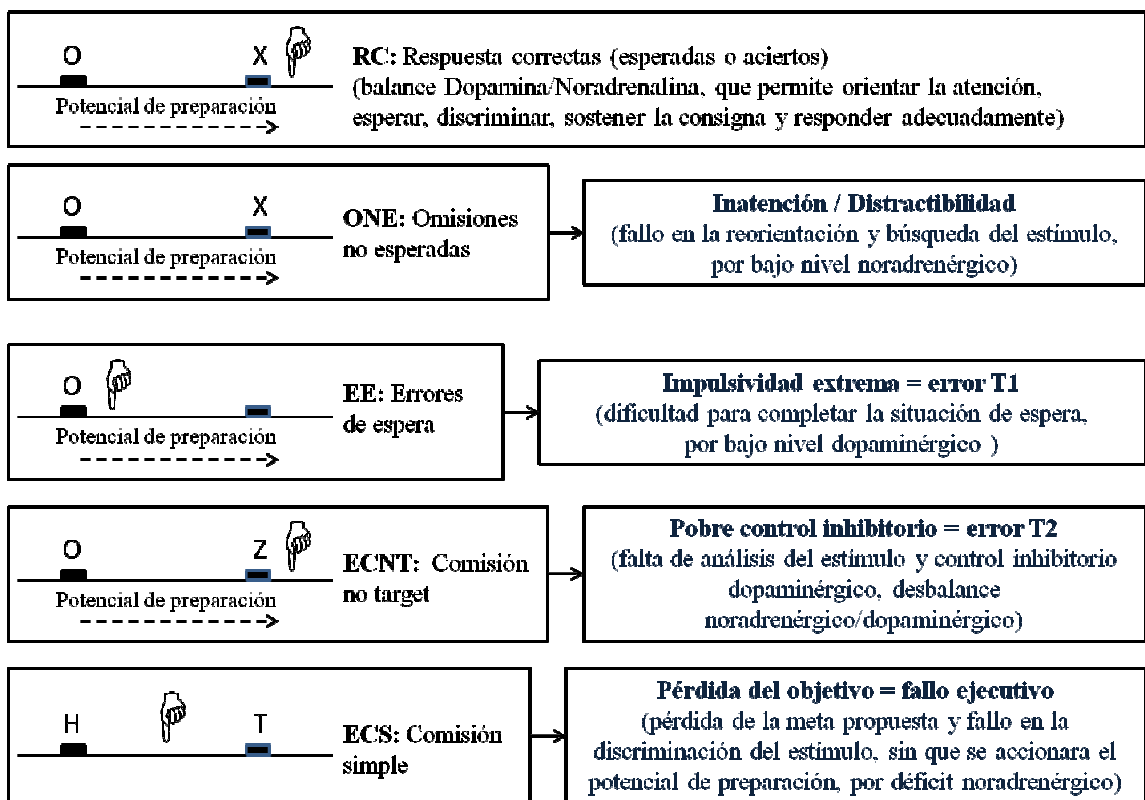 O X
Potencial de preparación
RC: Respuesta correctas (esperadas o aciertos)
(balance Dopamina/Noradrenalina, que permite orientar la atención,
esperar, discriminar, sostener la consigna y responder adecuadamente)
O X
Potencial de preparación
ONE: Omisiones
no esperadas
Inatención / Distractibilidad
(fallo en la reorientación y búsqueda del estímulo,
por bajo nivel noradrenérgico)
O
Potencial de preparación
EE: Errores
de espera
Impulsividad extrema = error T1
(dificultad para completar la situación de espera,
por bajo nivel dopaminérgico )
O Z
Potencial de preparación
ECNT: Comisión
no target
Pobre control inhibitorio = error T2
(falta de análisis del estímulo y control inhibitorio
dopaminérgico, desbalance
noradrenérgico/dopaminérgico)
H T
ECS: Comisión
simple
Pérdida del objetivo = fallo ejecutivo
(pérdida de la meta propuesta y fallo en la
discriminación del estímulo, sin que se accionara el
potencial de preparación, por déficit noradrenérgico)